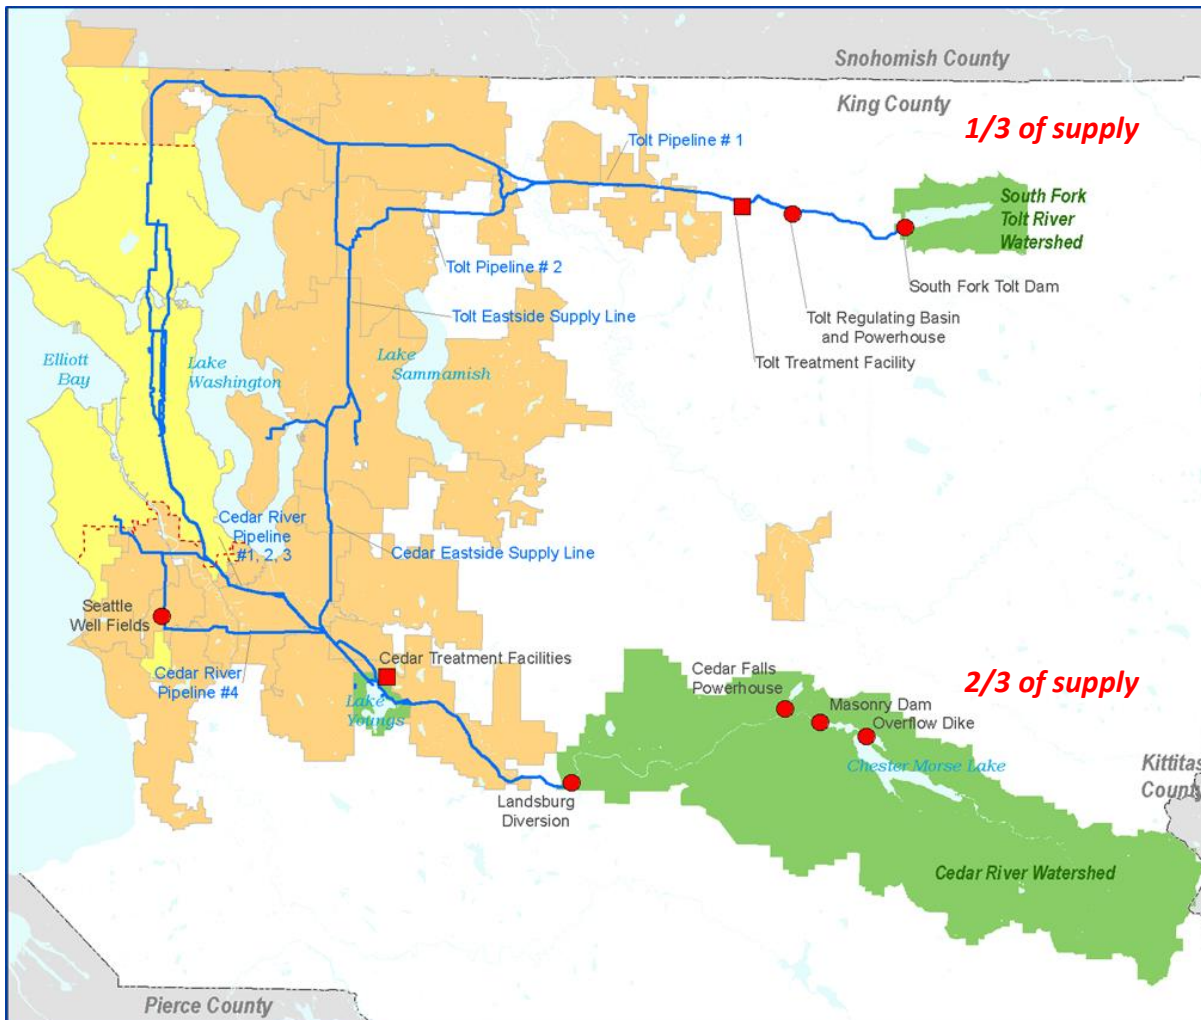 Snohomish County
King County
1/3 of supply
Tolt Pipeline # 1
South Fork
Tolt River
Watershed
Tolt Pipeline # 2
South Fork Tolt Dam
Tolt Eastside Supply Line
Tolt Regulating Basin
and Powerhouse
Tolt Treatment Facility
Elliott
Bay
Lake
Washington
Lake
Sammamish
Cedar River
Pipeline
#1, 2, 3
Cedar Eastside Supply Line
Seattle
Well Fields
Cedar River
Pipeline #4
Cedar Treatment Facilities
Lake
Youngs
Cedar Falls
Powerhouse
2/3 of supply
Masonry Dam
Overflow Dike
Chester Morse Lake
Kittitas
County
Landsburg
Diversion
Cedar River Watershed
Pierce County